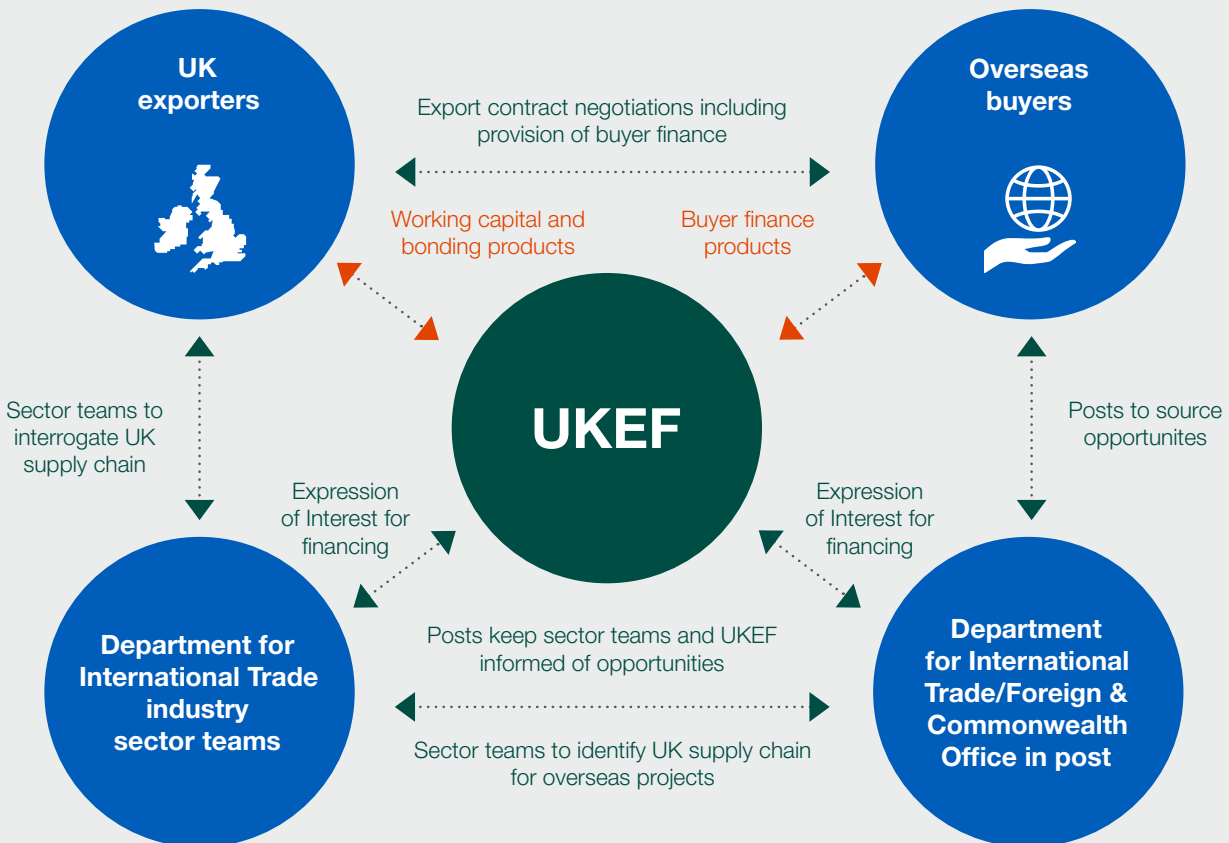 UK
exporters
Overseas
buyers
Export contract negotiations including
provision of buyer finance
Working capital and
bonding products
Buyer finance
products
UKEF
Sector teams to
interrogate UK
supply chain
Posts to source
opportunites
Expression
of Interest for
financing
Expression
of Interest for
financing
Department for
International Trade
industry
sector teams
Posts keep sector teams and UKEF
informed of opportunities
Sector teams to identify UK supply chain
for overseas projects
Department
for International
Trade/Foreign &
Commonwealth
Office in post